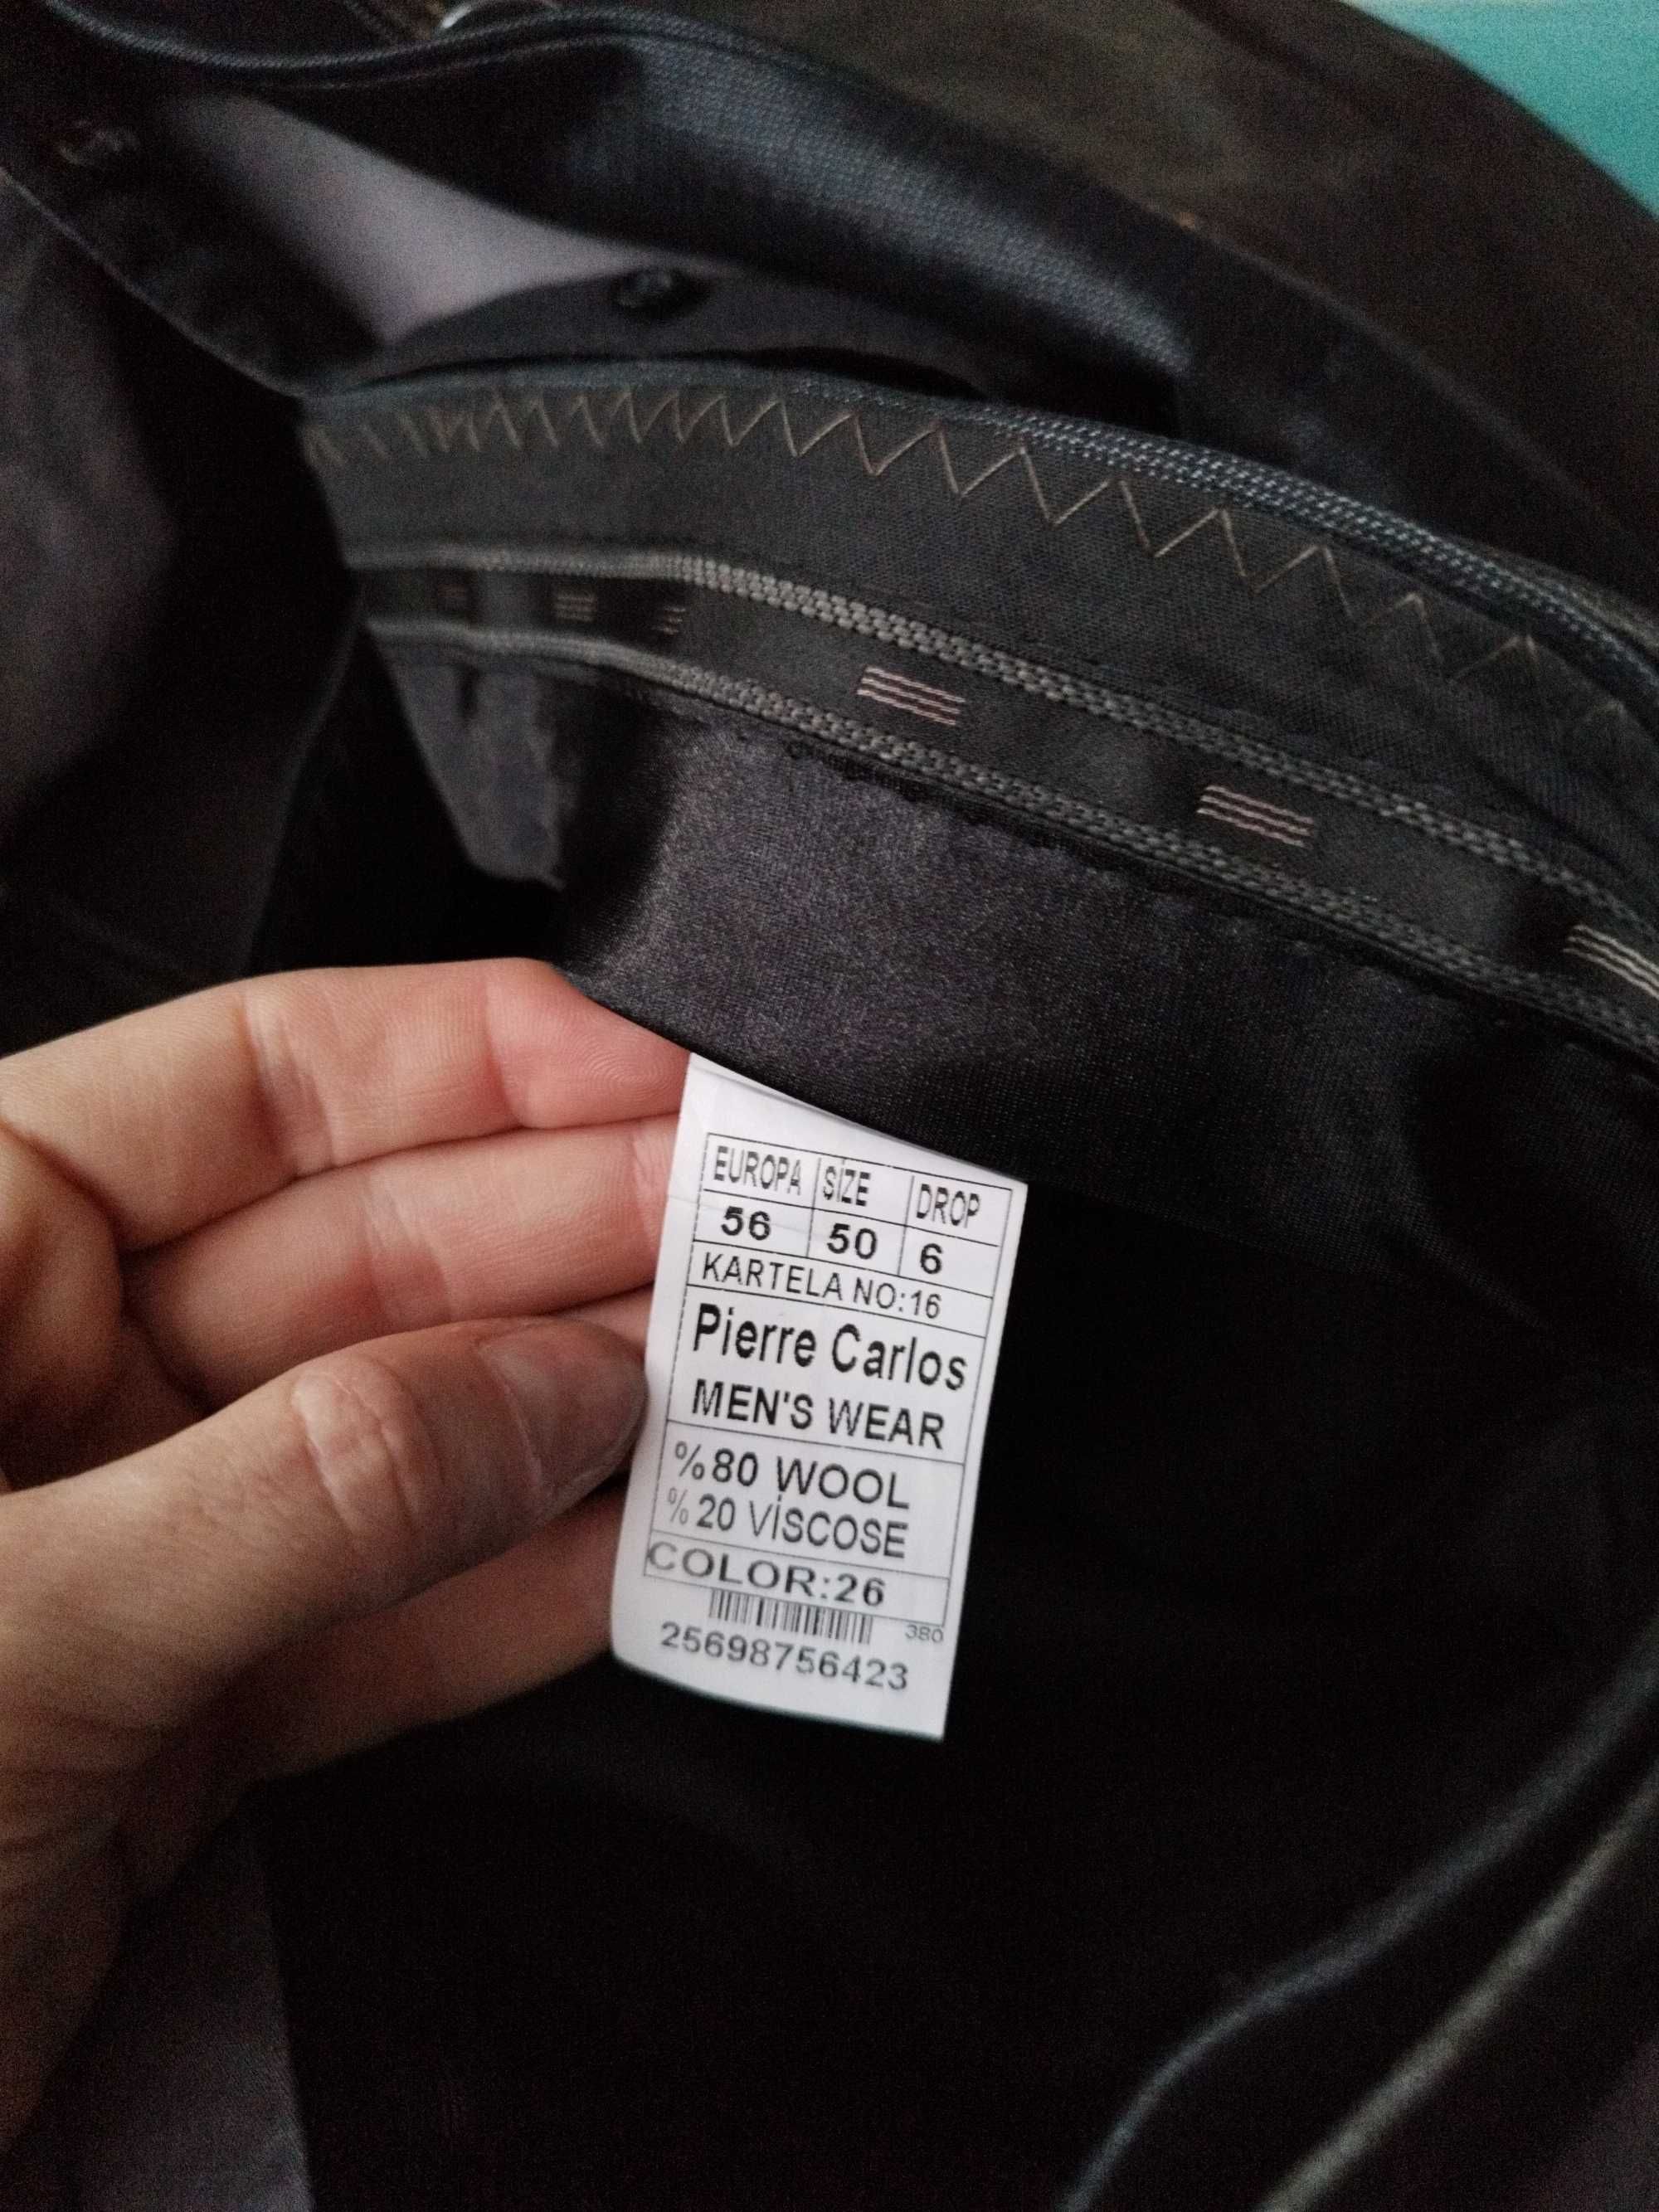 EUROPA SİZE DROP
56 50 6
KARTELA NO:16
Pierre Carlos
MEN'S WEAR
%80 WOOL
%20 VİSCOSE
COLOR:26
380
25698756423